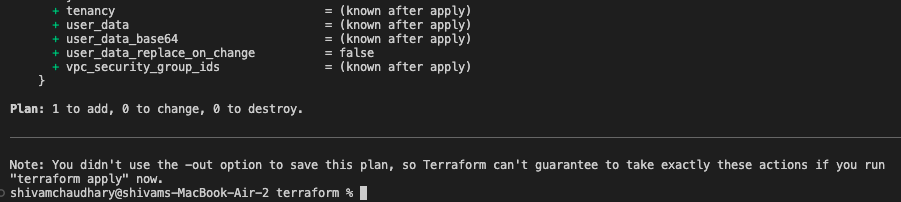 + tenancy = (known after apply)
+ user_data = (known after apply)
+ user_data_base64 = (known after apply)
+ user_data_replace_on_change = false
+ vpc_security_group_ids = (known after apply)
}
Plan: 1 to add, 0 to change, 0 to destroy.
Note: You didn't use the -out option to save this plan, so Terraform can't guarantee to take exactly these actions if you run
"terraform apply" now.
shivamchaudhary@shivams-MacBook-Air-2 terraform %